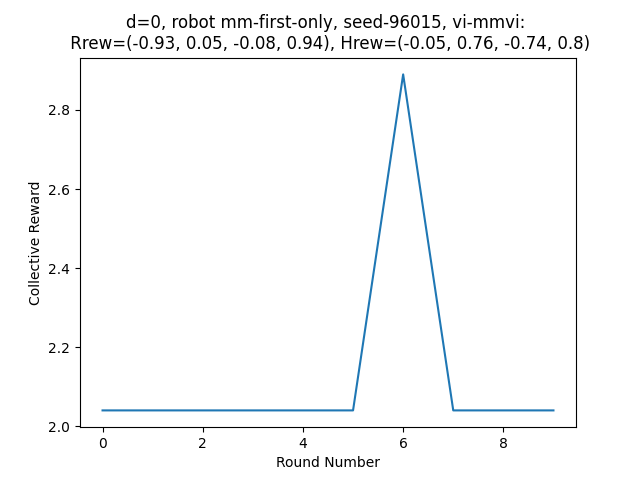 d=0, robot mm-first-only, seed-96015, vi-mmvi:
Rrew=(-0.93, 0.05, -0.08, 0.94), Hrew=(-0.05, 0.76, -0.74, 0.8)
2.8
2.6
2.4
2.2
2.0
Collective Reward
0 2 4 6 8
Round Number